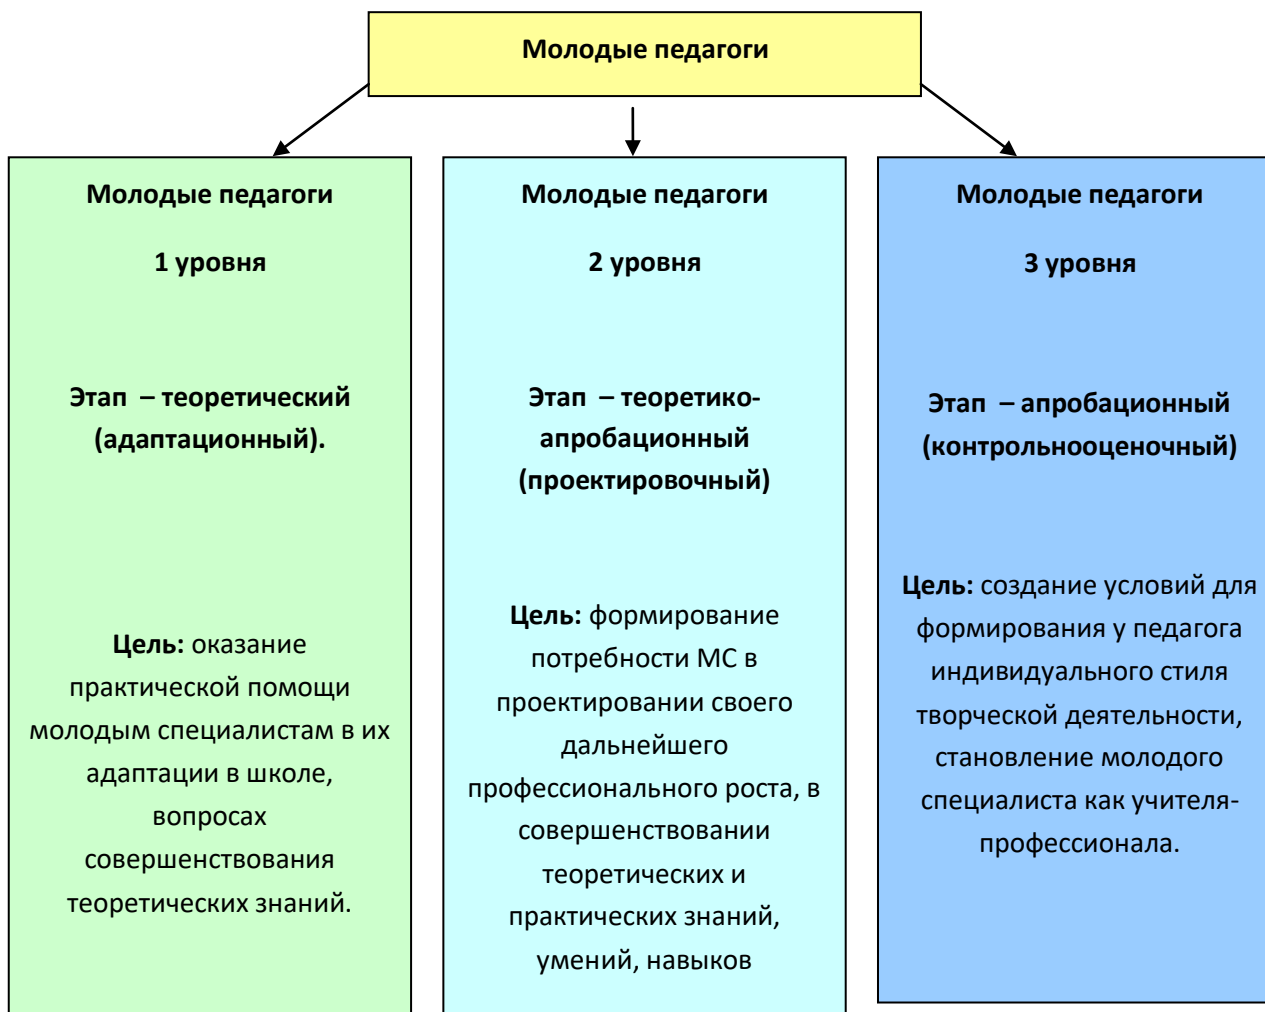 Молодые педагоги
Молодые педагоги
1 уровня
Этап – теоретический
(адаптационный).
Цель: оказание
практической помощи
молодым специалистам в их
адаптации в школе,
вопросах
совершенствования
теоретических знаний.
Молодые педагоги
2 уровня
Этап – теоретико-
апробационный
(проектировочный)
Цель: формирование
потребности МС в
проектировании своего
дальнейшего
профессионального роста, в
совершенствовании
теоретических и
практических знаний,
умений, навыков
Молодые педагоги
3 уровня
Этап – апробационный
(контрольнооценочный)
Цель: создание условий для
формирования у педагога
индивидуального стиля
творческой деятельности,
становление молодого
специалиста как учителя-
профессионала.